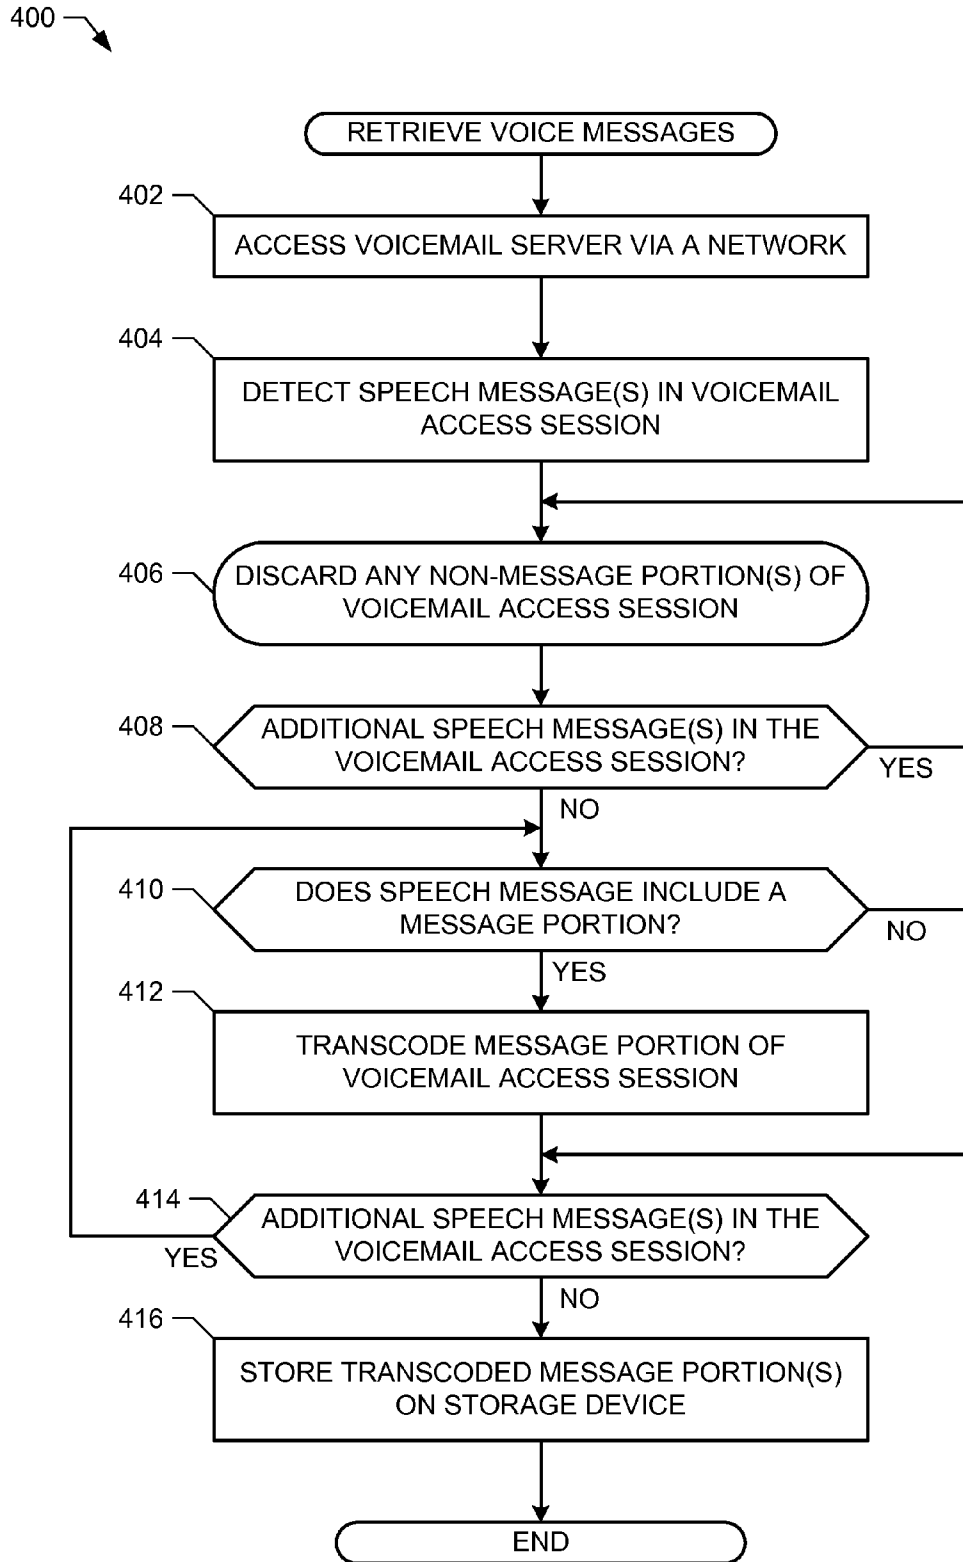 400
RETRIEVE VOICE MESSAGES
402
ACCESS VOICEMAIL SERVER VIA A NETWORK
404
DETECT SPEECH MESSAGE(S) IN VOICEMAIL
ACCESS SESSION
406
DISCARD ANY NON-MESSAGE PORTION(S) OF
VOICEMAIL ACCESS SESSION
408
ADDITIONAL SPEECH MESSAGE(S) IN THE
VOICEMAIL ACCESS SESSION?
YES
NO
410
DOES SPEECH MESSAGE INCLUDE A
MESSAGE PORTION?
NO
YES
412
TRANSCODE MESSAGE PORTION OF
VOICEMAIL ACCESS SESSION
414
ADDITIONAL SPEECH MESSAGE(S) IN THE
VOICEMAIL ACCESS SESSION?
YES
NO
416
STORE TRANSCODED MESSAGE PORTION(S)
ON STORAGE DEVICE
END